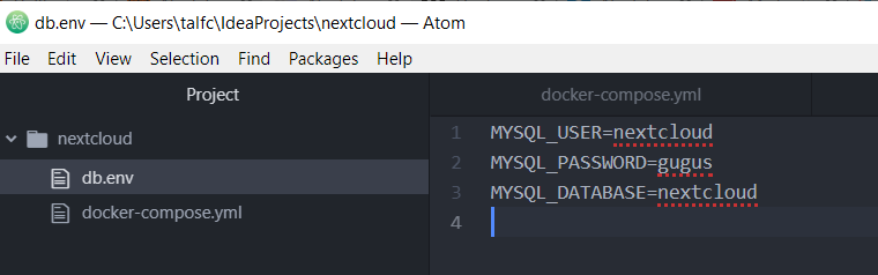 db.env — C:\Users\talfc\IdeaProjects\nextcloud — Atom
File Edit View Selection Find Packages Help
Project
docker-compose.yml
nextcloud
db.env
docker-compose.yml
1 MYSQL_USER=nextcloud
2 MYSQL_PASSWORD=gugus
3 MYSQL_DATABASE=nextcloud
4